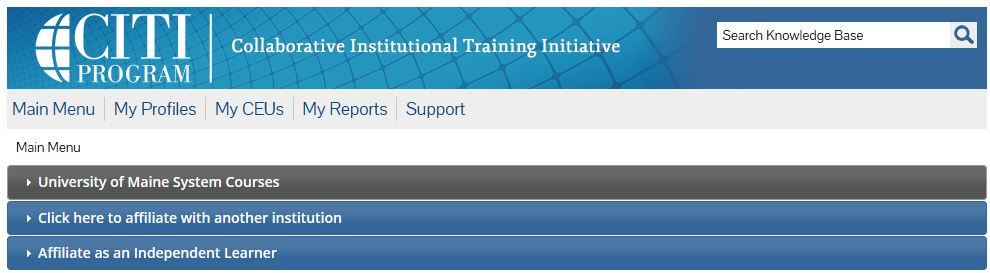 CITI
PROGRAM
Collaborative Institutional Training Initiative
Search Knowledge Base
Main Menu
My Profiles
My CEUs
My Reports
Support
Main Menu
University of Maine System Courses
Click here to affiliate with another institution
Affiliate as an Independent Learner